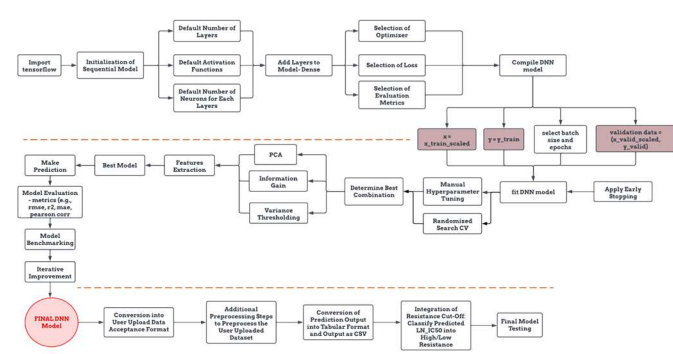 Import
tensorflow
Initialization of
Sequential Model
Default Number of
Layers
Default Activation
Functions
Default Number of
Neurons for Each
Layers
Add Layers to
Model- Dense
Selection of
Optimiser
Selection of Loss
Selection of
Evaluation
Metrics
Compile DNN
model
x =
x_train_scaled
y = y_train
select batch
size and
epochs
validation data =
(x_valid_scaled,
y_valid)
fit DNN model
Apply Early
Stopping
Manual
Hyperparameter
Tuning
Randomized
Search CV
Determine Best
Combination
PCA
Information
Gain
Variance
Thresholding
Features
Extraction
Best Model
Make
Prediction
Model Evaluation
- metrics (e.g.,
rmse, r2, mae,
pearson corr
Model
Benchmarking
Iterative
Improvement
FINAL DNN
Model
Conversion into
User Upload Data
Acceptance Format
Additional
Preprocessing Steps
to Preprocess the
User Uploaded
Dataset
Conversion of
Prediction Output
into Tabular Format
and Output as CSV
Integration of
Resistance Cut-Off:
Classify Predicted
LN_IC50 into
High/Low
Resistance
Final Model
Testing